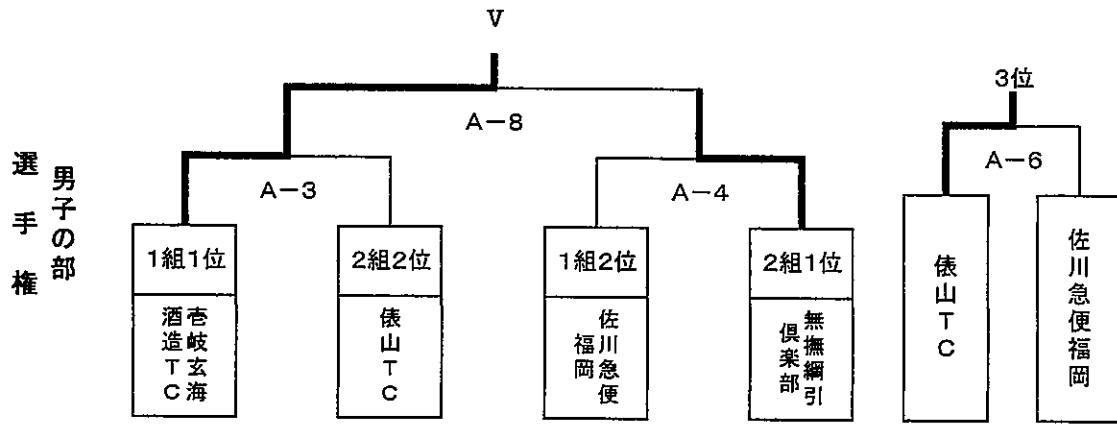 男子の部
選手権
V
A-8
A-3
A-4
1組1位
2組2位
1組2位
2組1位
壱岐玄海
酒造TC
俵山TC
佐川急便
福岡
無撫綱引
倶楽部
3位
A-6
俵山TC
佐川急便福岡